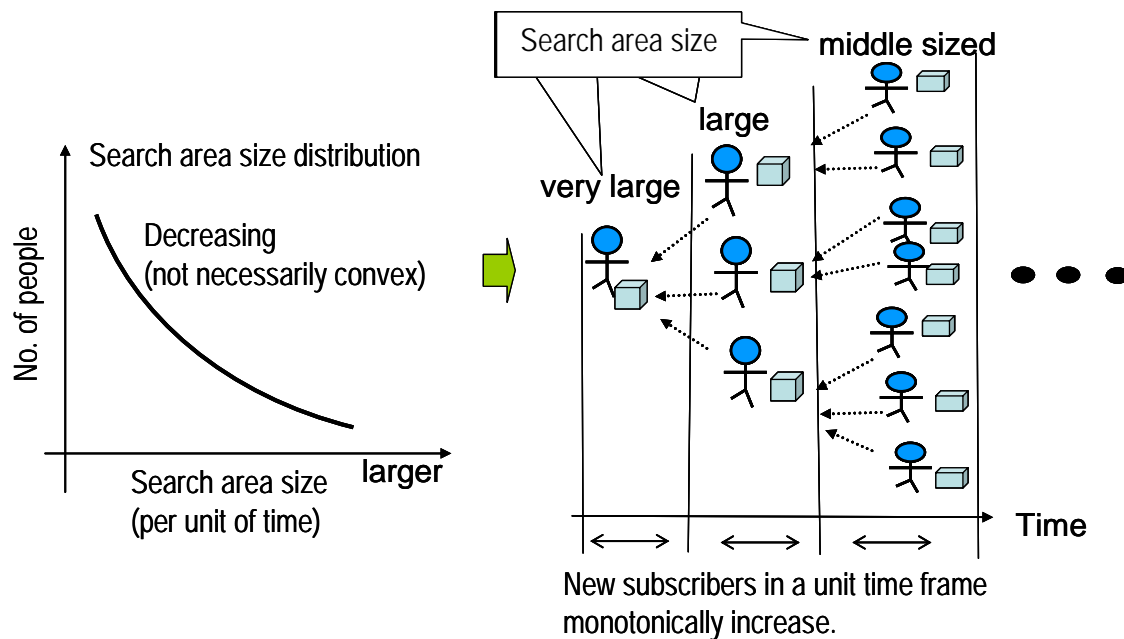 Search area size
middle sized
large
very large
Search area size distribution
Decreasing
(not necessarily convex)
No. of people
larger
Search area size
(per unit of time)
Time
New subscribers in a unit time frame
monotonically increase.